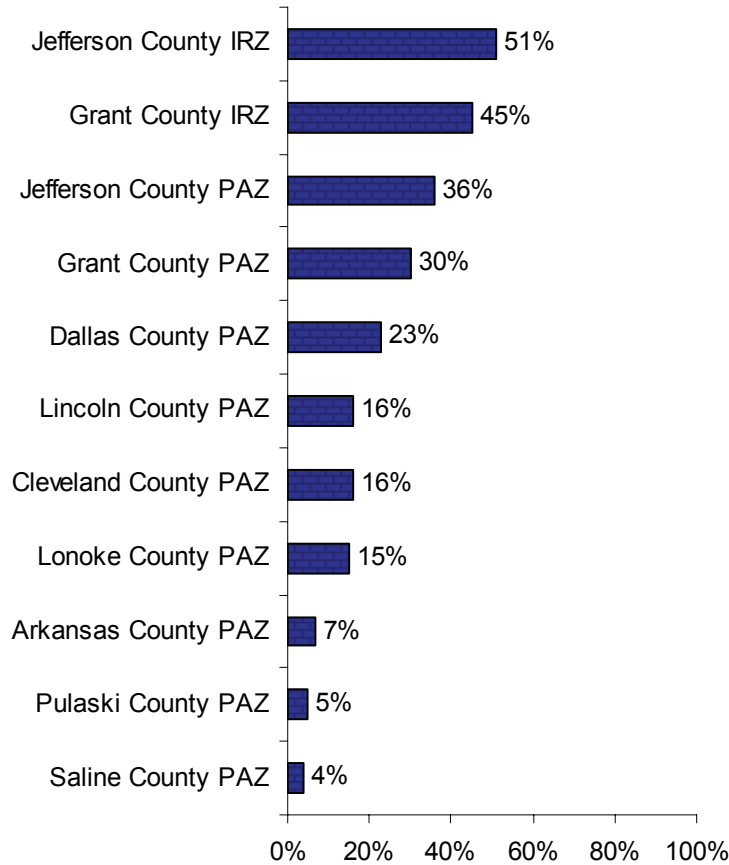 Jefferson County IRZ 51%
Grant County IRZ 45%
Jefferson County PAZ 36%
Grant County PAZ 30%
Dallas County PAZ 23%
Lincoln County PAZ 16%
Cleveland County PAZ 16%
Lonoke County PAZ 15%
Arkansas County PAZ 7%
Pulaski County PAZ 5%
Saline County PAZ 4%
0% 20% 40% 60% 80% 100%